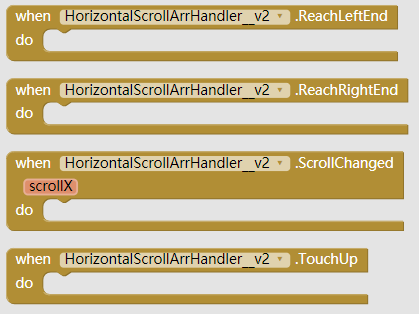 when HorizontalScrollArrHandler__v2 .ReachLeftEnd
do
when HorizontalScrollArrHandler__v2 .ReachRightEnd
do
when HorizontalScrollArrHandler__v2 .ScrollChanged
scrollX
do
when HorizontalScrollArrHandler__v2 .TouchUp
do